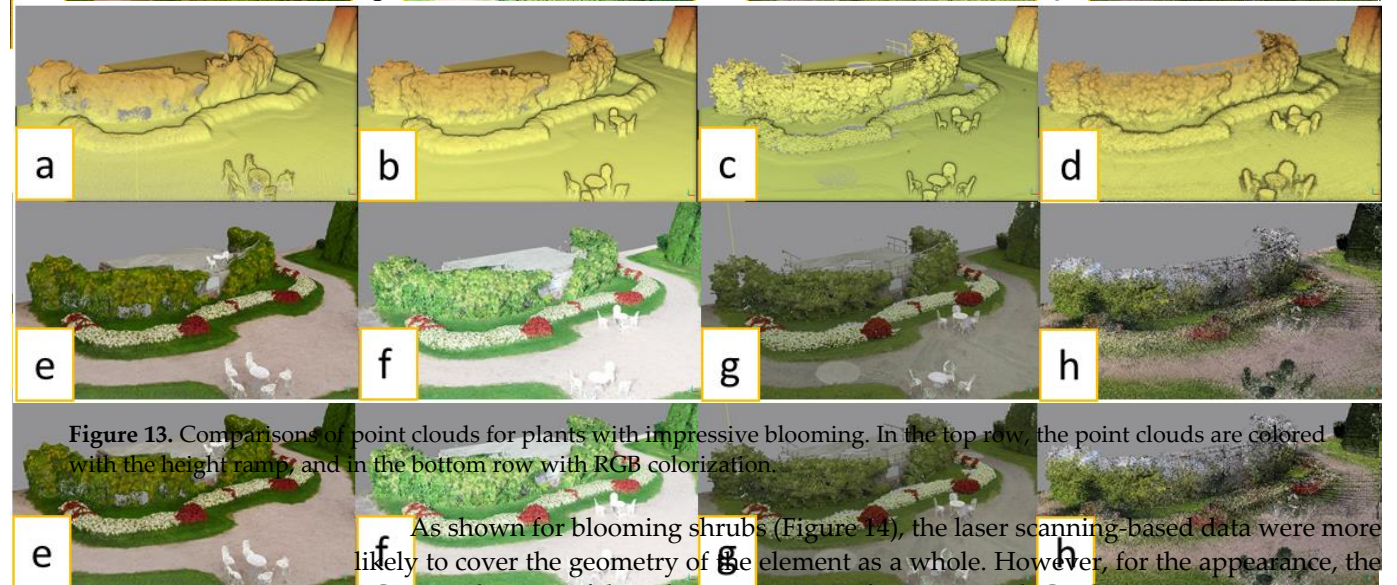 a b c d
e f g h
Figure 13. Comparisons of point clouds for plants with impressive blooming. In the top row, the point clouds are colored
with the height ramp, and in the bottom row with RGB colorization.
As shown for blooming shrubs (Figure 14), the laser scanning-based data were more
e f g h
likely to cover the geometry of the element as a whole. However, for the appearance, the